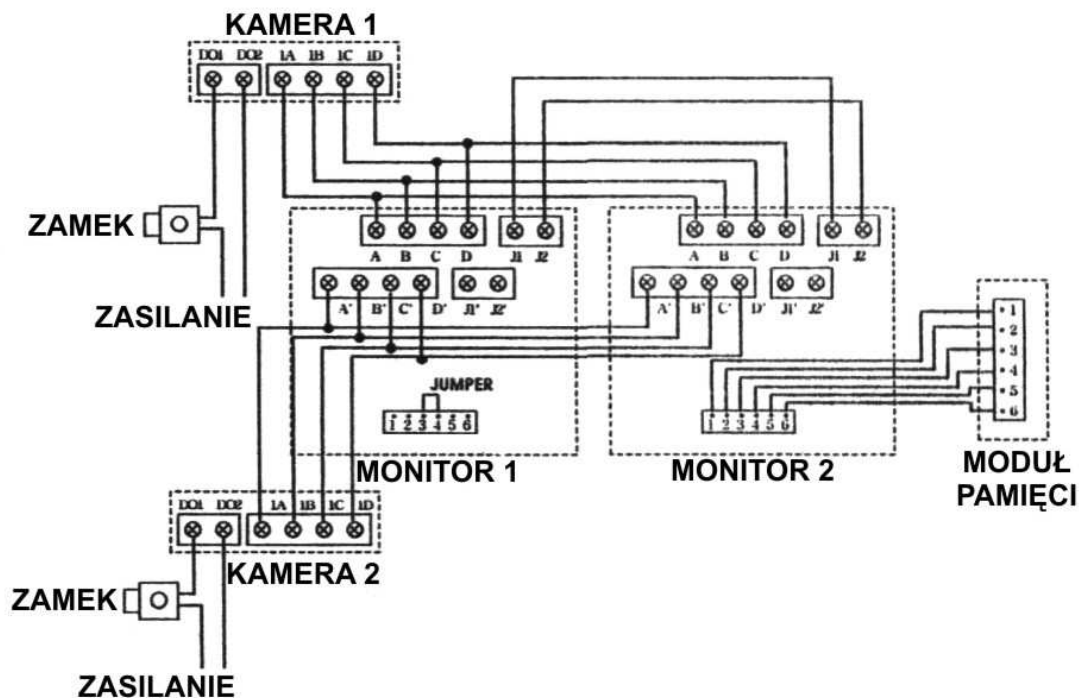 KAMERA 1
DO1 DO2 1A 1B 1C 1D
ZAMEK
ZASILANIE
A B C D J1 J2
A B C D J1 J2
A' B' C' D' J1' J2'
A' B' C' D' J1' J2'
JUMPER
1 2 3 4 5 6
1 2 3 4 5 6
1
2
3
4
5
6
MONITOR 1
MONITOR 2
MODUŁ
PAMIĘCI
DO1 DO2 1A 1B 1C 1D
KAMERA 2
ZAMEK
ZASILANIE